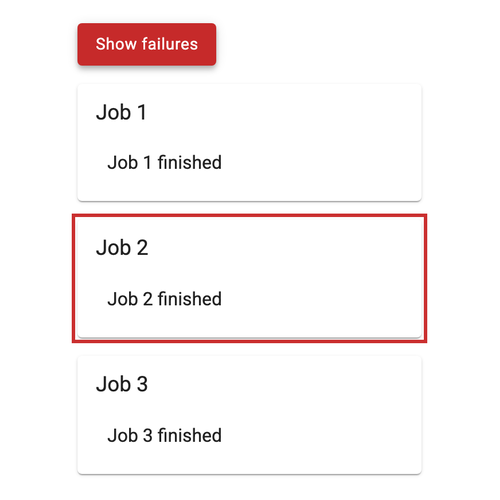 Show failures
Job 1
Job 1 finished
Job 2
Job 2 finished
Job 3
Job 3 finished